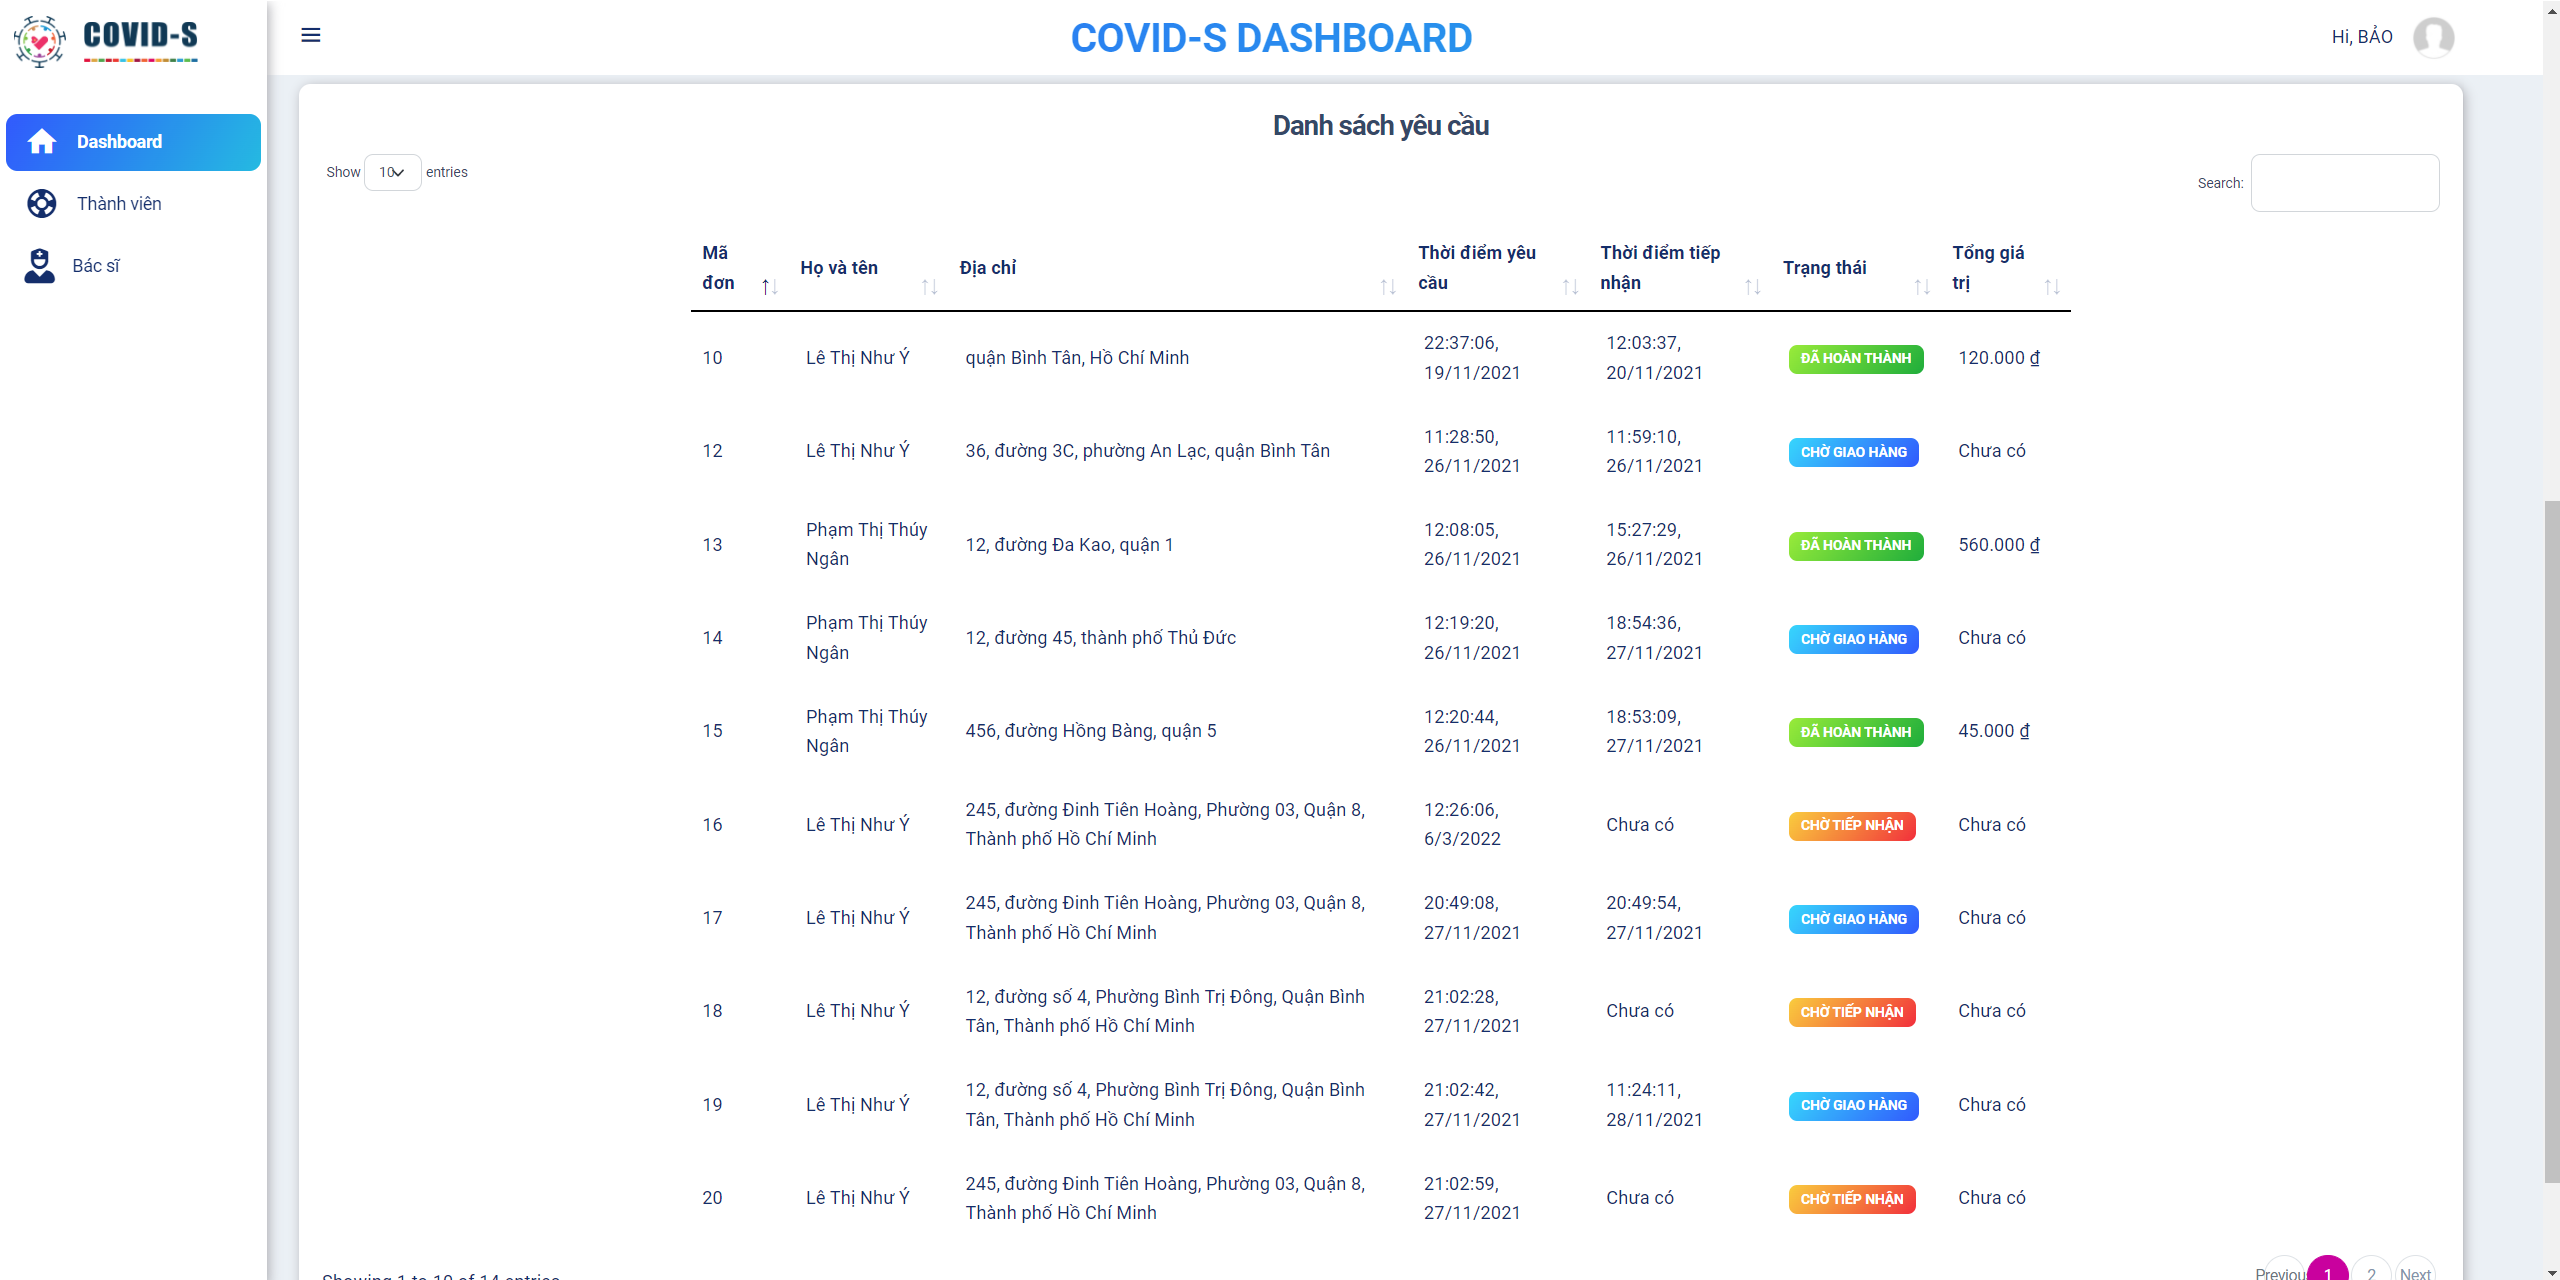 COVID-S
COVID-S DASHBOARD
Hi, BẢO
Dashboard
Thành viên
Bác sĩ
Danh sách yêu cầu
Show 10 entries
Search:
Mã đơn
Họ và tên
Địa chỉ
Thời điểm yêu cầu
Thời điểm tiếp nhận
Trạng thái
Tổng giá trị
10 Lê Thị Như Ý quận Bình Tân, Hồ Chí Minh 22:37:06, 12:03:37, ĐÃ HOÀN THÀNH 120.000 ₫
19/11/2021 20/11/2021
12 Lê Thị Như Ý 36, đường 3C, phường An Lạc, quận Bình Tân 11:28:50, 11:59:10, CHỜ GIAO HÀNG Chưa có
26/11/2021 26/11/2021
13 Phạm Thị Thúy 12, đường Đa Kao, quận 1 12:08:05, 15:27:29, ĐÃ HOÀN THÀNH 560.000 ₫
Ngân 26/11/2021 26/11/2021
14 Phạm Thị Thúy 12, đường 45, thành phố Thủ Đức 12:19:20, 18:54:36, CHỜ GIAO HÀNG Chưa có
Ngân 26/11/2021 27/11/2021
15 Phạm Thị Thúy 456, đường Hồng Bàng, quận 5 12:20:44, 18:53:09, ĐÃ HOÀN THÀNH 45.000 ₫
Ngân 26/11/2021 27/11/2021
16 Lê Thị Như Ý 245, đường Đinh Tiên Hoàng, Phường 03, Quận 8, 12:26:06, Chưa có CHỜ TIẾP NHẬN Chưa có
Thành phố Hồ Chí Minh 6/3/2022
17 Lê Thị Như Ý 245, đường Đinh Tiên Hoàng, Phường 03, Quận 8, 20:49:08, 20:49:54, CHỜ GIAO HÀNG Chưa có
Thành phố Hồ Chí Minh 27/11/2021 27/11/2021
18 Lê Thị Như Ý 12, đường số 4, Phường Bình Trị Đông, Quận Bình 21:02:28, Chưa có CHỜ TIẾP NHẬN Chưa có
Tân, Thành phố Hồ Chí Minh 27/11/2021
19 Lê Thị Như Ý 12, đường số 4, Phường Bình Trị Đông, Quận Bình 21:02:42, 11:24:11, CHỜ GIAO HÀNG Chưa có
Tân, Thành phố Hồ Chí Minh 27/11/2021 28/11/2021
20 Lê Thị Như Ý 245, đường Đinh Tiên Hoàng, Phường 03, Quận 8, 21:02:59, Chưa có CHỜ TIẾP NHẬN Chưa có
Thành phố Hồ Chí Minh 27/11/2021
Showing 1 to 10 of 14 entries
Previou 1 2 Next